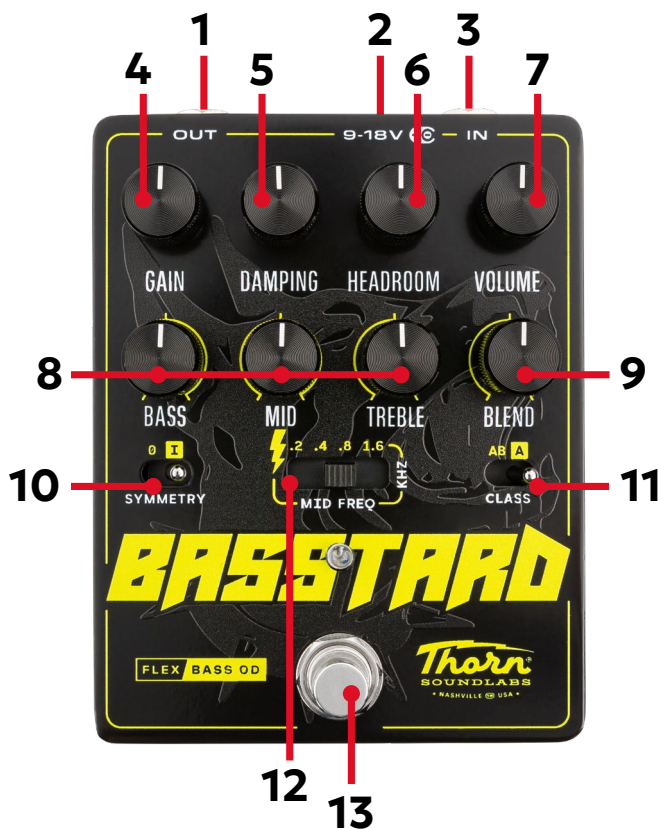 1 2 3
4 5 6 7
OUT 9-18V IN
GAIN DAMPING HEADROOM VOLUME
8 9
BASS MID TREBLE BLEND
0 I .2 .4 .8 1.6 AB A
10 KHZ 11
SYMMETRY MID FREQ CLASS
BASSTARD
FLEX BASS OD
Thorn®
SOUNDLABS
• NASHVILLE TN USA •
12
13